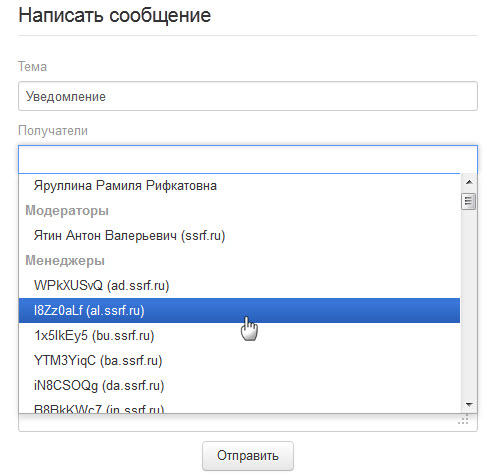 Написать сообщение
Тема
Уведомление
Получатели
Яруллина Рамиля Рифкатовна
Модераторы
Ятин Антон Валерьевич (ssrf.ru)
Менеджеры
WPkXUSvQ (ad.ssrf.ru)
I8Zz0aLf (al.ssrf.ru)
1x5IkEy5 (bu.ssrf.ru)
YTM3YiqC (ba.ssrf.ru)
iN8CSOQg (da.ssrf.ru)
B8BkKWc7 (in.ssrf.ru)
Отправить